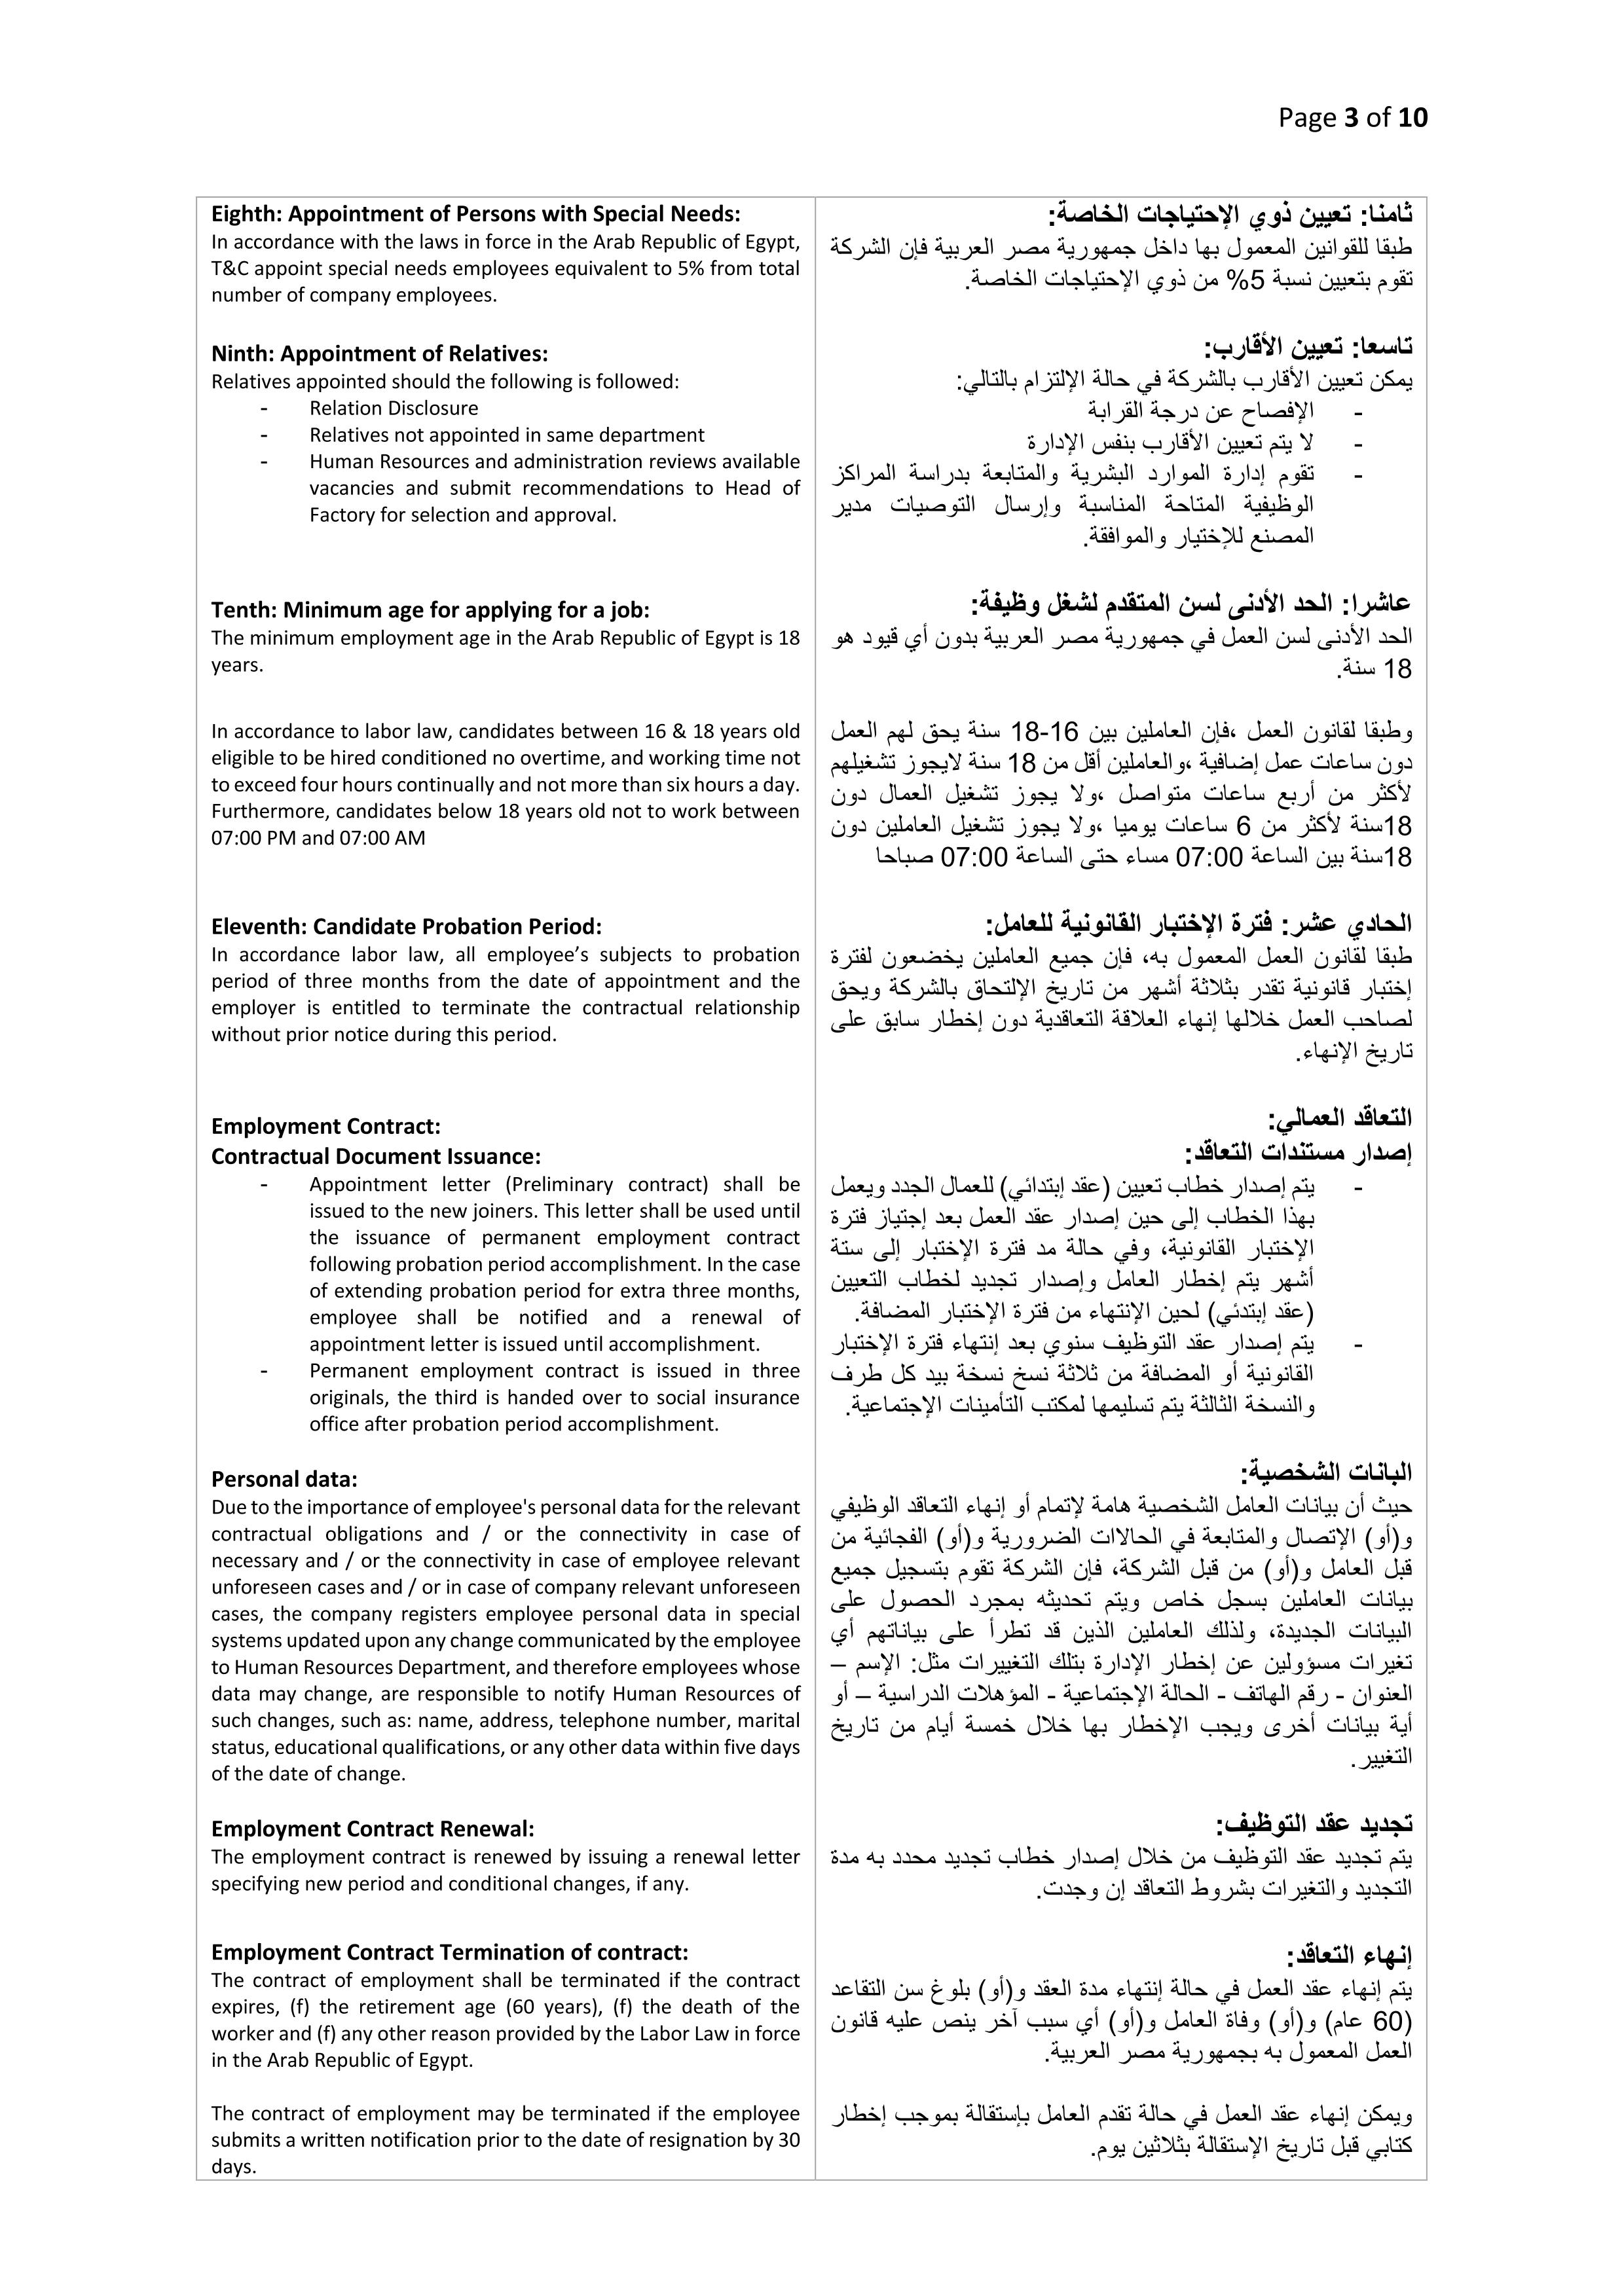 Page 3 of 10
Eighth: Appointment of Persons with Special Needs:
In accordance with the laws in force in the Arab Republic of Egypt,
T&C appoint special needs employees equivalent to 5% from total
number of company employees.
Ninth: Appointment of Relatives:
Relatives appointed should the following is followed:
- Relation Disclosure
- Relatives not appointed in same department
- Human Resources and administration reviews available
vacancies and submit recommendations to Head of
Factory for selection and approval.
Tenth: Minimum age for applying for a job:
The minimum employment age in the Arab Republic of Egypt is 18
years.
In accordance to labor law, candidates between 16 & 18 years old
eligible to be hired conditioned no overtime, and working time not
to exceed four hours continually and not more than six hours a day.
Furthermore, candidates below 18 years old not to work between
07:00 PM and 07:00 AM
Eleventh: Candidate Probation Period:
In accordance labor law, all employee’s subjects to probation
period of three months from the date of appointment and the
employer is entitled to terminate the contractual relationship
without prior notice during this period.
Employment Contract:
Contractual Document Issuance:
- Appointment letter (Preliminary contract) shall be
issued to the new joiners. This letter shall be used until
the issuance of permanent employment contract
following probation period accomplishment. In the case
of extending probation period for extra three months,
employee shall be notified and a renewal of
appointment letter is issued until accomplishment.
- Permanent employment contract is issued in three
originals, the third is handed over to social insurance
office after probation period accomplishment.
Personal data:
Due to the importance of employee's personal data for the relevant
contractual obligations and / or the connectivity in case of
necessary and / or the connectivity in case of employee relevant
unforeseen cases and / or in case of company relevant unforeseen
cases, the company registers employee personal data in special
systems updated upon any change communicated by the employee
to Human Resources Department, and therefore employees whose
data may change, are responsible to notify Human Resources of
such changes, such as: name, address, telephone number, marital
status, educational qualifications, or any other data within five days
of the date of change.
Employment Contract Renewal:
The employment contract is renewed by issuing a renewal letter
specifying new period and conditional changes, if any.
Employment Contract Termination of contract:
The contract of employment shall be terminated if the contract
expires, (f) the retirement age (60 years), (f) the death of the
worker and (f) any other reason provided by the Labor Law in force
in the Arab Republic of Egypt.
The contract of employment may be terminated if the employee
submits a written notification prior to the date of resignation by 30
days.
ثامنا: تعيين ذوي الإحتياجات الخاصة:
طبقا للقوانين المعمول بها داخل جمهورية مصر العربية فإن الشركة
تقوم بتعيين نسبة 5% من ذوي الإحتياجات الخاصة.
تاسعا: تعيين الأقارب:
يمكن تعيين الأقارب بالشركة في حالة الإلتزام بالتالي:
- الإفصاح عن درجة القرابة
- لا يتم تعيين الأقارب بنفس الإدارة
- تقوم إدارة الموارد البشرية والمتابعة بدراسة المراكز
الوظيفية المتاحة المناسبة وإرسال التوصيات مدير
المصنع للإختيار والموافقة.
عاشرا: الحد الأدنى لسن المتقدم لشغل وظيفة:
الحد الأدنى لسن العمل في جمهورية مصر العربية بدون أي قيود هو
18 سنة.
وطبقا لقانون العمل ،فإن العاملين بين 16-18 سنة يحق لهم العمل
دون ساعات عمل إضافية ،والعاملين أقل من 18 سنة لايجوز تشغيلهم
لأكثر من أربع ساعات متواصل ،ولا يجوز تشغيل العمال دون
18سنة لأكثر من 6 ساعات يوميا ،ولا يجوز تشغيل العاملين دون
18سنة بين الساعة 07:00 مساء حتى الساعة 07:00 صباحا
الحادي عشر: فترة الإختبار القانونية للعامل:
طبقا لقانون العمل المعمول به، فإن جميع العاملين يخضعون لفترة
إختبار قانونية تقدر بثلاثة أشهر من تاريخ الإلتحاق بالشركة ويحق
لصاحب العمل خلالها إنهاء العلاقة التعاقدية دون إخطار سابق على
تاريخ الإنهاء.
التعاقد العمالي:
إصدار مستندات التعاقد:
- يتم إصدار خطاب تعيين (عقد إبتدائي) للعمال الجدد ويعمل
بهذا الخطاب إلى حين إصدار عقد العمل بعد إجتياز فترة
الإختبار القانونية، وفي حالة مد فترة الإختبار إلى ستة
أشهر يتم إخطار العامل وإصدار تجديد لخطاب التعيين
(عقد إبتدئي) لحين الإنتهاء من فترة الإختبار المضافة.
- يتم إصدار عقد التوظيف سنوي بعد إنتهاء فترة الإختبار
القانونية أو المضافة من ثلاثة نسخ نسخة بيد كل طرف
والنسخة الثالثة يتم تسليمها لمكتب التأمينات الإجتماعية.
البانات الشخصية:
حيث أن بيانات العامل الشخصية هامة لإتمام أو إنهاء التعاقد الوظيفي
و(أو) الإتصال والمتابعة في الحالاات الضرورية و(أو) الفجائية من
قبل العامل و(أو) من قبل الشركة، فإن الشركة تقوم بتسجيل جميع
بيانات العاملين بسجل خاص ويتم تحديثه بمجرد الحصول على
البيانات الجديدة، ولذلك العاملين الذين قد تطرأ على بياناتهم أي
تغيرات مسؤولين عن إخطار الإدارة بتلك التغييرات مثل: الإسم –
العنوان - رقم الهاتف - الحالة الإجتماعية - المؤهلات الدراسية – أو
أية بيانات أخرى ويجب الإخطار بها خلال خمسة أيام من تاريخ
التغيير.
تجديد عقد التوظيف:
يتم تجديد عقد التوظيف من خلال إصدار خطاب تجديد محدد به مدة
التجديد والتغيرات بشروط التعاقد إن وجدت.
إنهاء التعاقد:
يتم إنهاء عقد العمل في حالة إنتهاء مدة العقد و(أو) بلوغ سن التقاعد
(60 عام) و(أو) وفاة العامل و(أو) أي سبب آخر ينص عليه قانون
العمل المعمول به بجمهورية مصر العربية.
ويمكن إنهاء عقد العمل في حالة تقدم العامل بإستقالة بموجب إخطار
كتابي قبل تاريخ الإستقالة بثلاثين يوم.